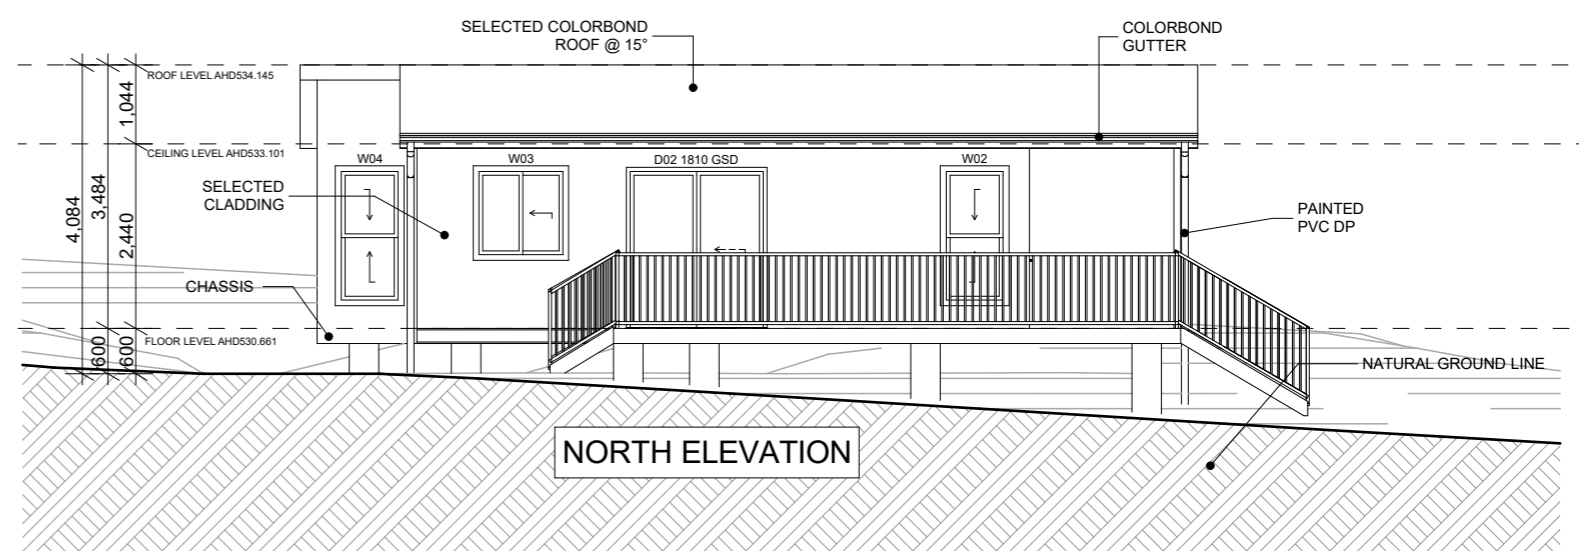 SELECTED COLORBOND
ROOF @ 15°
COLORBOND
GUTTER
ROOF LEVEL AHD534.145
1,044
CEILING LEVEL AHD533.101
W04
W03
D02 1810 GSD
W02
SELECTED
CLADDING
4,084
3,484
2,440
PAINTED
PVC DP
CHASSIS
FLOOR LEVEL AHD530.661
600
600
NATURAL GROUND LINE
NORTH ELEVATION